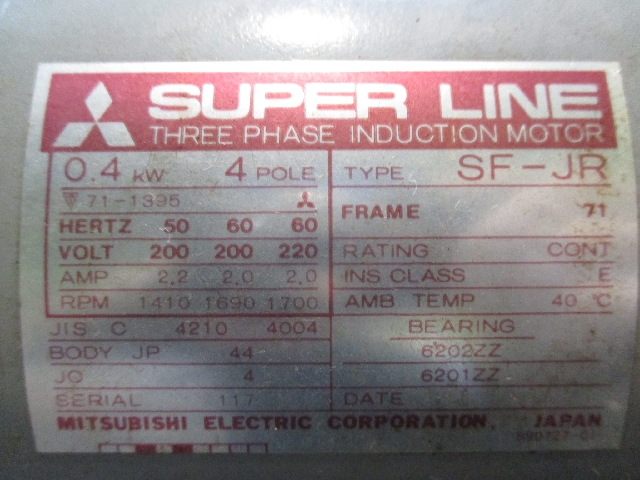 SUPER LINE
THREE PHASE INDUCTION MOTOR
0.4 kW 4 POLE
71-1395
HERTZ 50 60 60
VOLT 200 200 220
AMP 2.2 2.0 2.0
RPM 1410 1690 1700
JIS C 4210 4004
BODY JP 44
JC 4
SERIAL 117
TYPE SF-JR
FRAME 71
RATING CONT
INS CLASS E
AMB TEMP 40 °C
BEARING
6202ZZ
6201ZZ
DATE
MITSUBISHI ELECTRIC CORPORATION, JAPAN